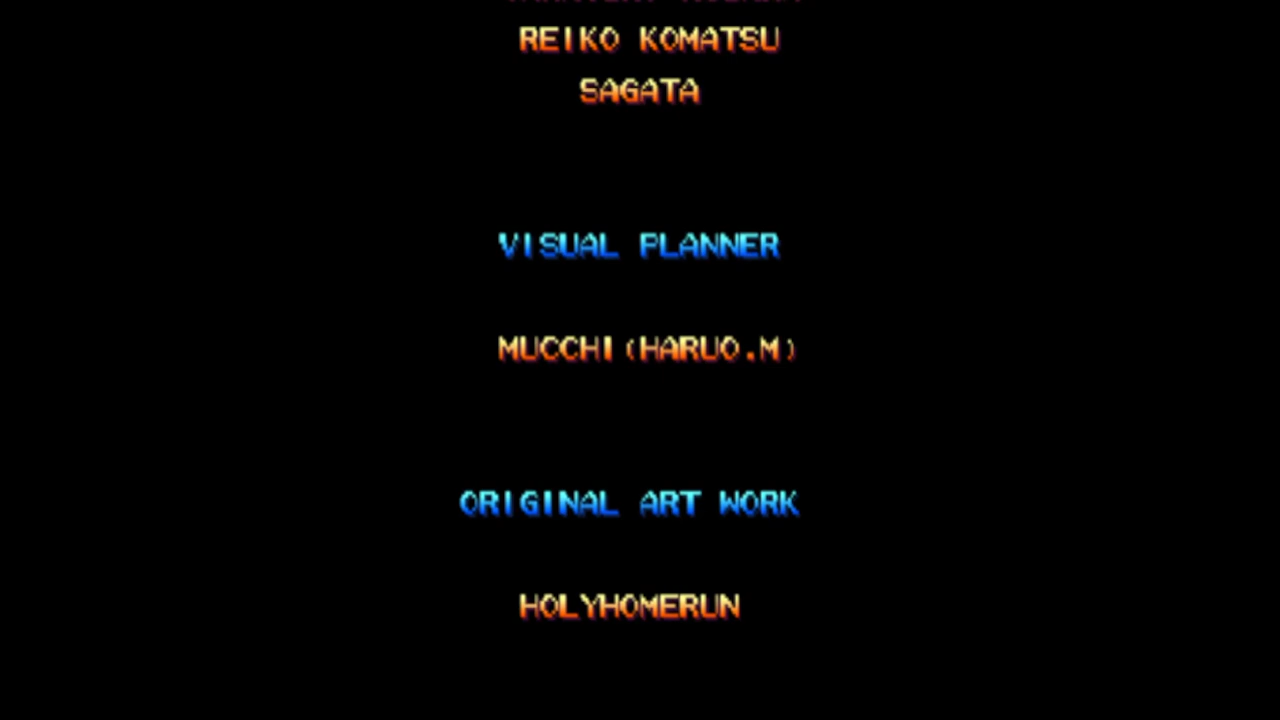 REIKO KOMATSU
SAGATA
VISUAL PLANNER
MUCCHI(HARUO.M)
ORIGINAL ART WORK
HOLYHOMERUN